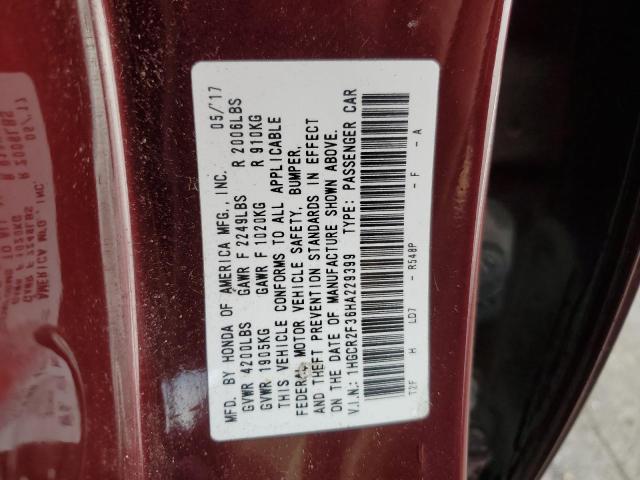 MFD. BY HONDA OF AMERICA MFG., INC. 05/'17
GVWR 4200LBS GAWR F 2249LBS R 2006LBS
GVWR 1905KG GAWR F 1020KG R 910KG
THIS VEHICLE CONFORMS TO ALL APPLICABLE
FEDERAL MOTOR VEHICLE SAFETY, BUMPER,
AND THEFT PREVENTION STANDARDS IN EFFECT
ON THE DATE OF MANUFACTURE SHOWN ABOVE.
V.I.N.: 1HGCR2F36HA229399 TYPE: PASSENGER CAR
T2F H LD7 - R548P - F - A